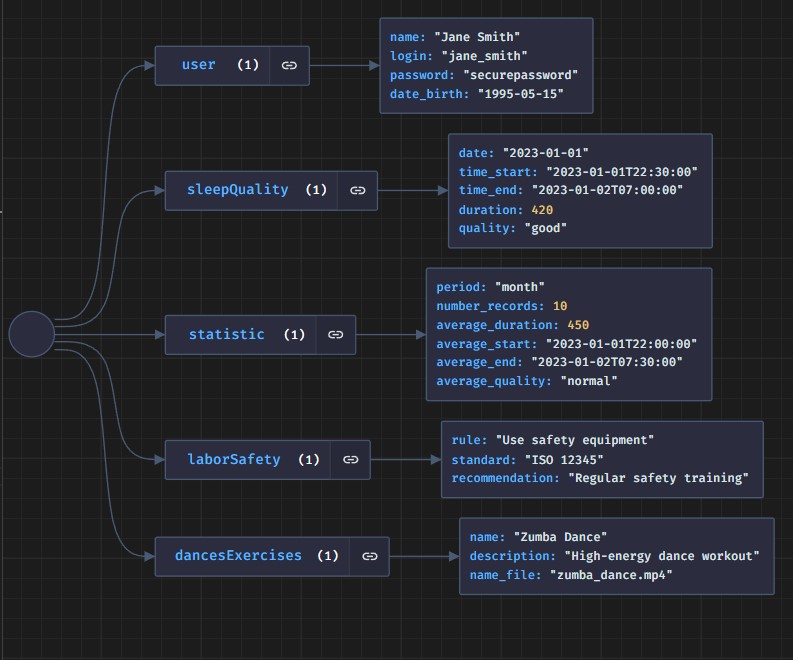 user (1)
name: "Jane Smith"
login: "jane_smith"
password: "securepassword"
date_birth: "1995-05-15"
sleepQuality (1)
date: "2023-01-01"
time_start: "2023-01-01T22:30:00"
time_end: "2023-01-02T07:00:00"
duration: 420
quality: "good"
statistic (1)
period: "month"
number_records: 10
average_duration: 450
average_start: "2023-01-01T22:00:00"
average_end: "2023-01-02T07:30:00"
average_quality: "normal"
laborSafety (1)
rule: "Use safety equipment"
standard: "ISO 12345"
recommendation: "Regular safety training"
dancesExercises (1)
name: "Zumba Dance"
description: "High-energy dance workout"
name_file: "zumba_dance.mp4"